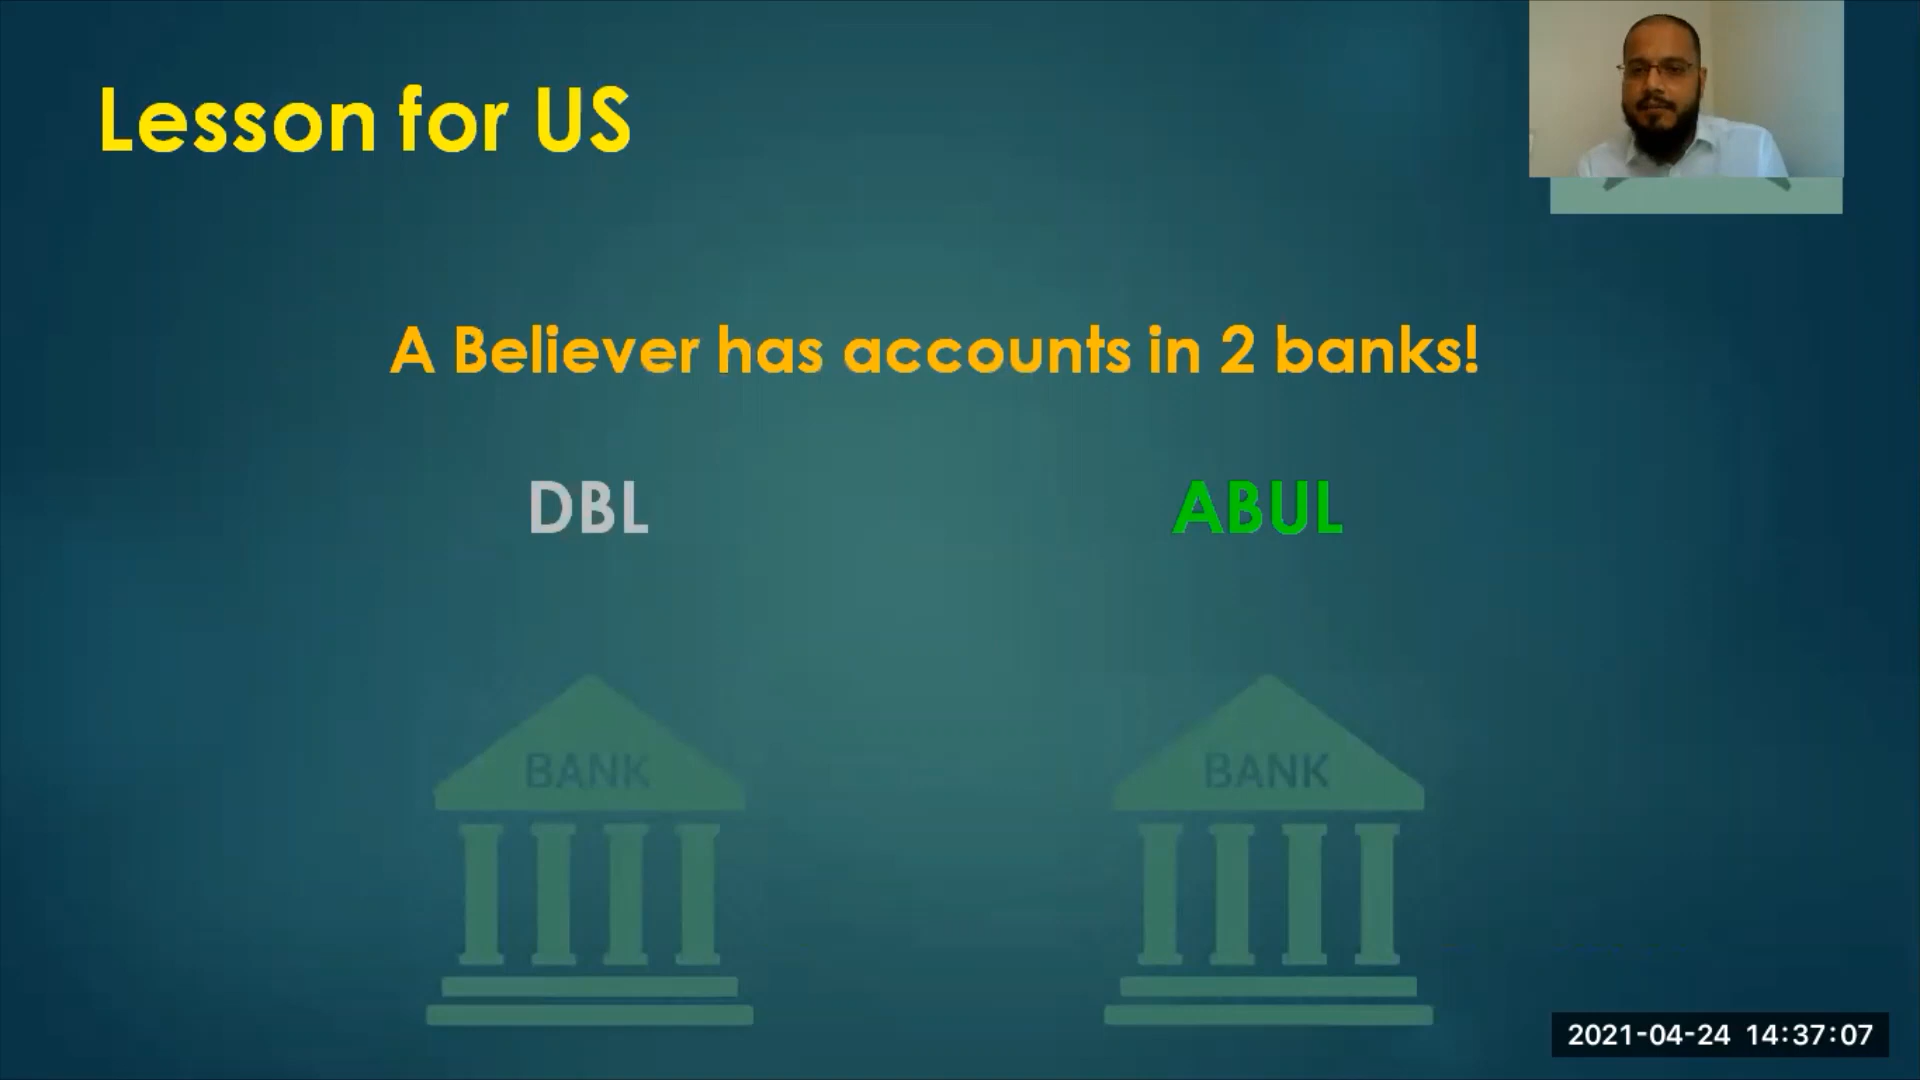 Lesson for US
A Believer has accounts in 2 banks!
DBL
ABUL
BANK
BANK
2021-04-24 14:37:07